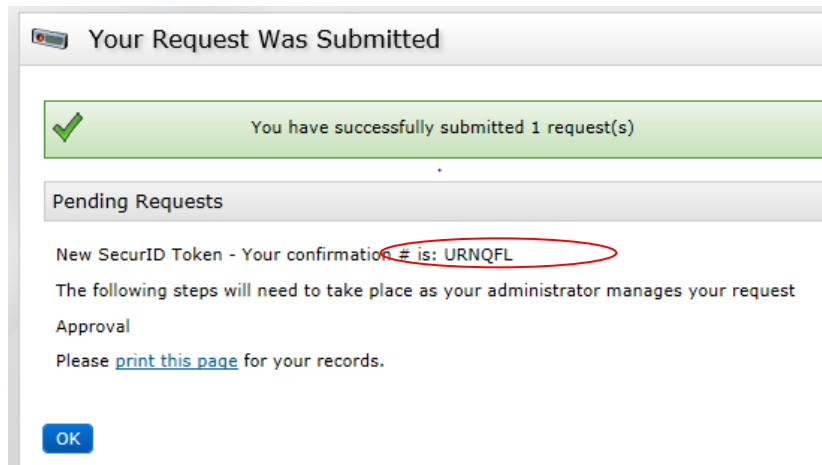 Your Request Was Submitted
You have successfully submitted 1 request(s)
Pending Requests
New SecurID Token - Your confirmation # is: URNQFL
The following steps will need to take place as your administrator manages your request
Approval
Please print this page for your records.
OK